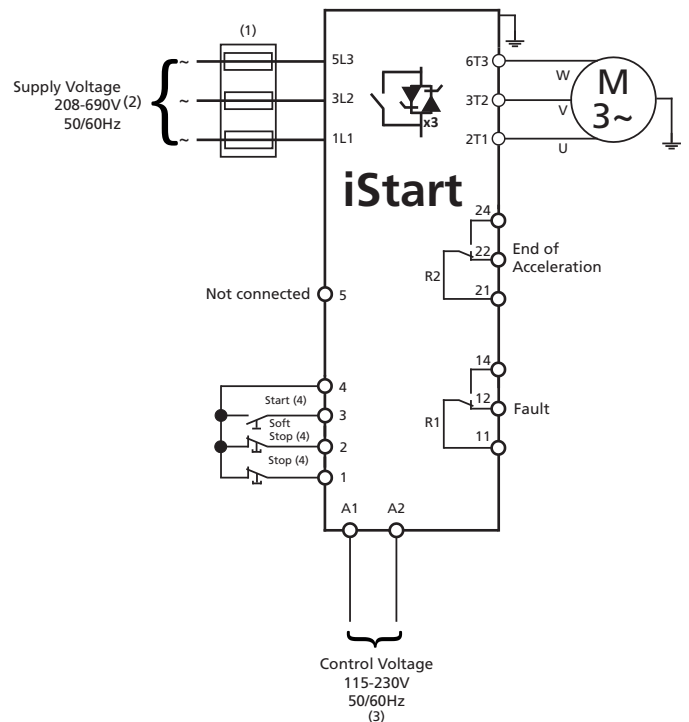 (1)
Supply Voltage
208-690V (2)
50/60Hz
~
~
~
5L3
3L2
1L1
x3
6T3
3T2
2T1
W
V
U
M
3~
iStart
24
22
21
R2
End of
Acceleration
Not connected
5
14
12
11
R1
Fault
4
Start (4)
3
Soft
Stop (4)
2
Stop (4)
1
A1 A2
Control Voltage
115-230V
50/60Hz
(3)